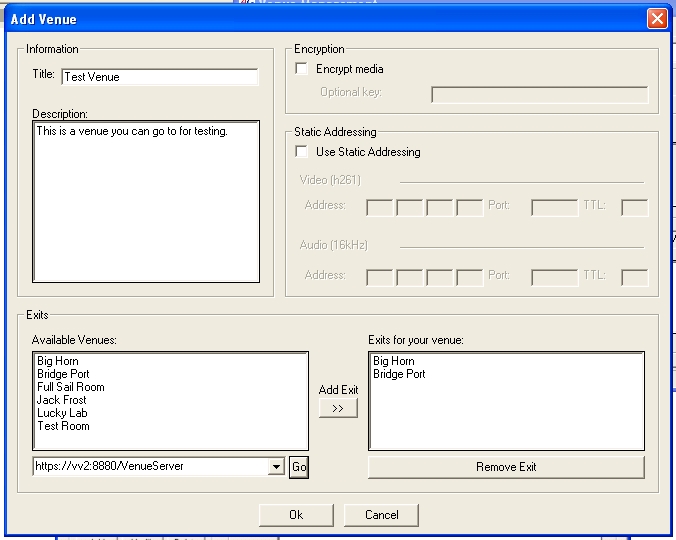 Add Venue
Information
Title: Test Venue
Description:
This is a venue you can go to for testing.
Encryption
Encrypt media
Optional key:
Static Addressing
Use Static Addressing
Video (h261)
Address: Port: TTL:
Audio (16kHz)
Address: Port: TTL:
Exits
Available Venues:
Big Horn
Bridge Port
Full Sail Room
Jack Frost
Lucky Lab
Test Room
https://vv2:8880/VenueServer
Go
Add Exit
>>
Exits for your venue:
Big Horn
Bridge Port
Remove Exit
Ok Cancel